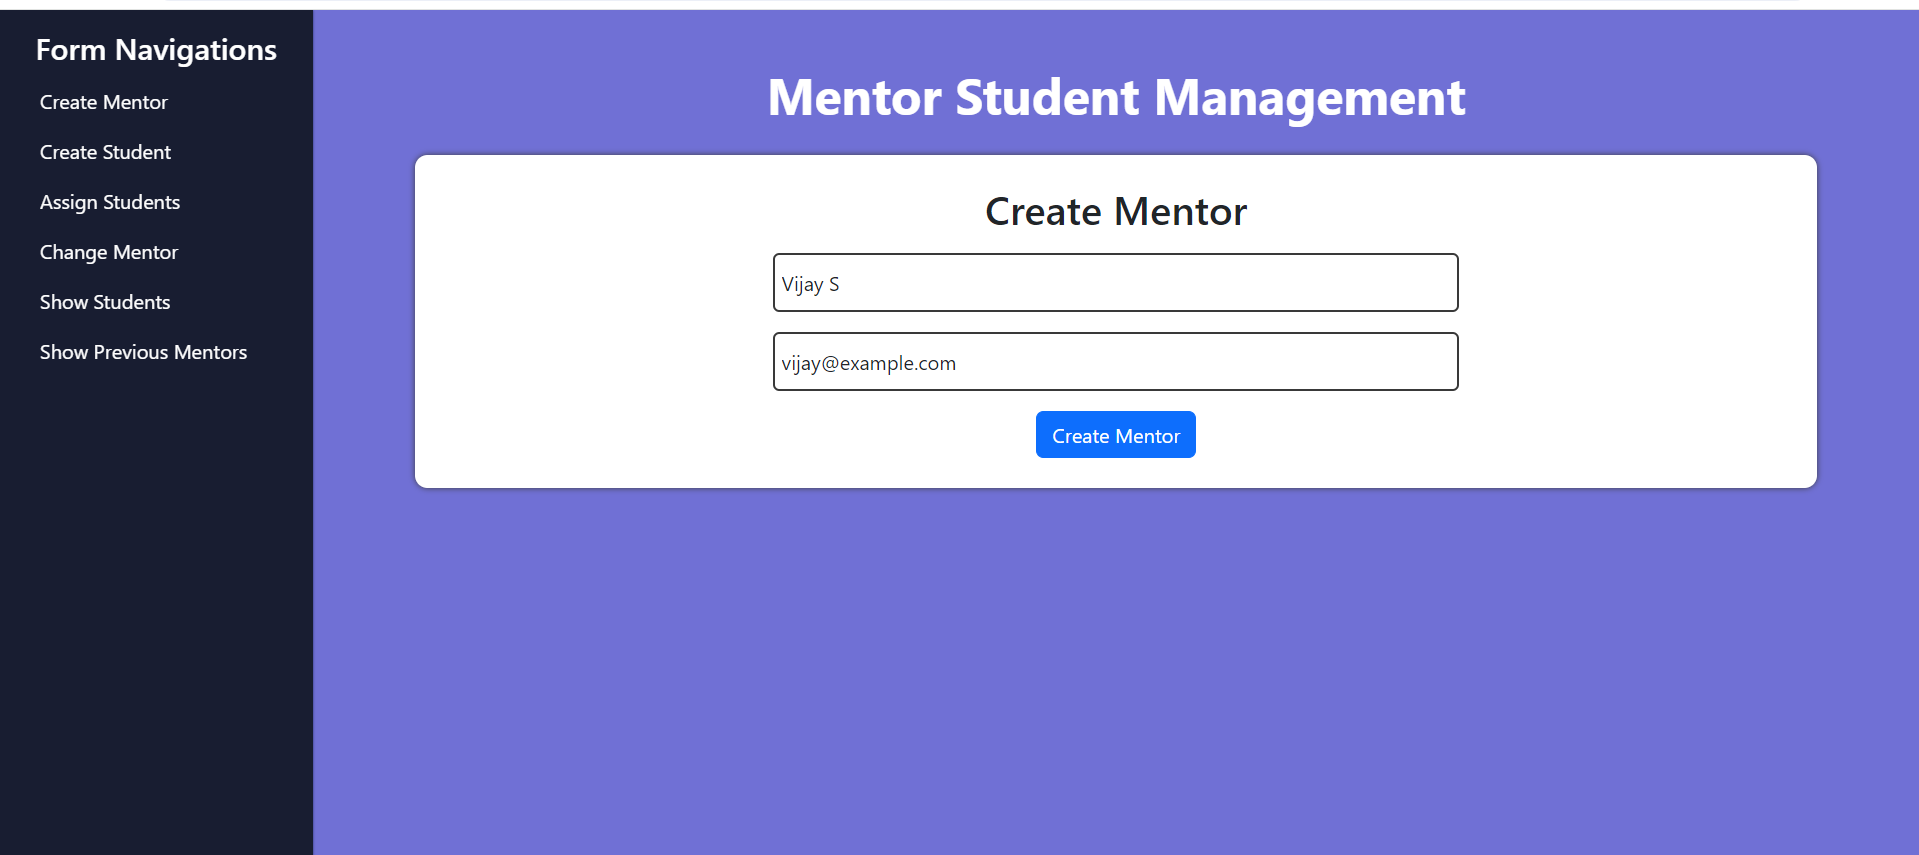 Form Navigations
Create Mentor
Create Student
Assign Students
Change Mentor
Show Students
Show Previous Mentors
Mentor Student Management
Create Mentor
Vijay S
vijay@example.com
Create Mentor